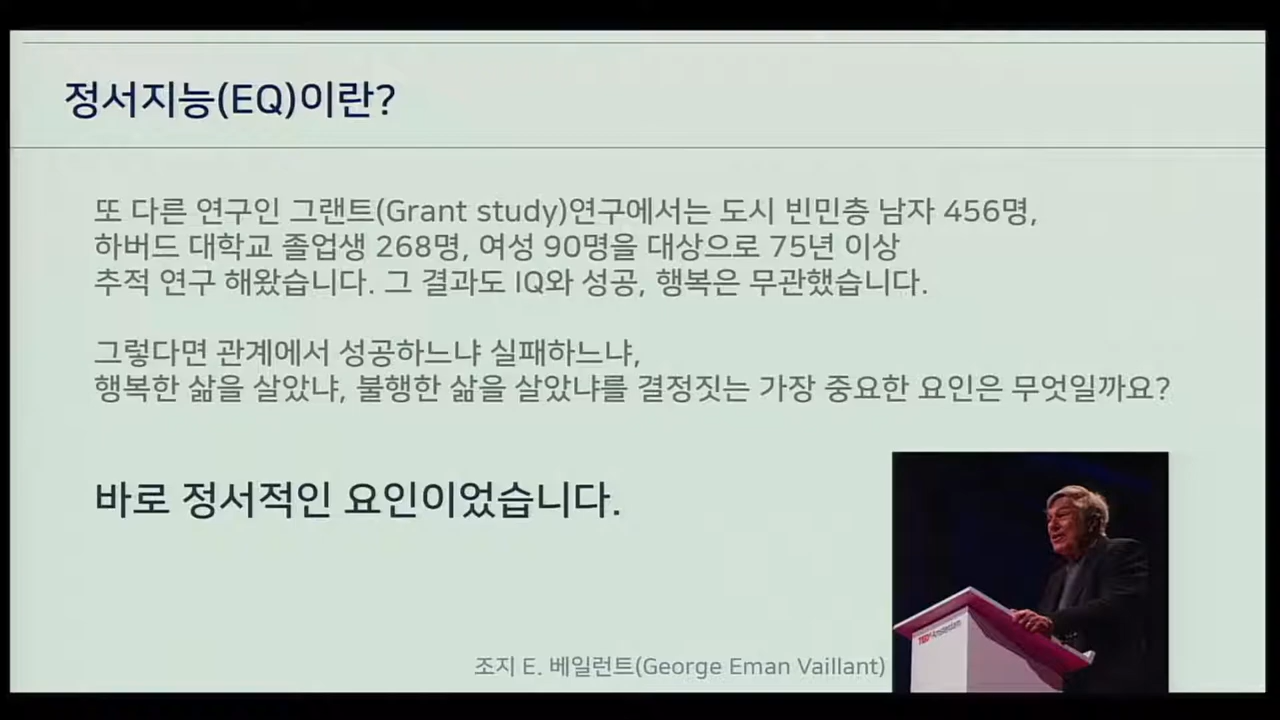 정서지능(EQ)이란?
또 다른 연구인 그랜트(Grant study)연구에서는 도시 빈민층 남자 456명,
하버드 대학교 졸업생 268명, 여성 90명을 대상으로 75년 이상
추적 연구 해왔습니다. 그 결과도 IQ와 성공, 행복은 무관했습니다.
그렇다면 관계에서 성공하느냐 실패하느냐,
행복한 삶을 살았냐, 불행한 삶을 살았냐를 결정짓는 가장 중요한 요인은 무엇일까요?
바로 정서적인 요인이었습니다.
TEDxAmsterdam
조지 E. 베일런트(George Eman Vaillant)